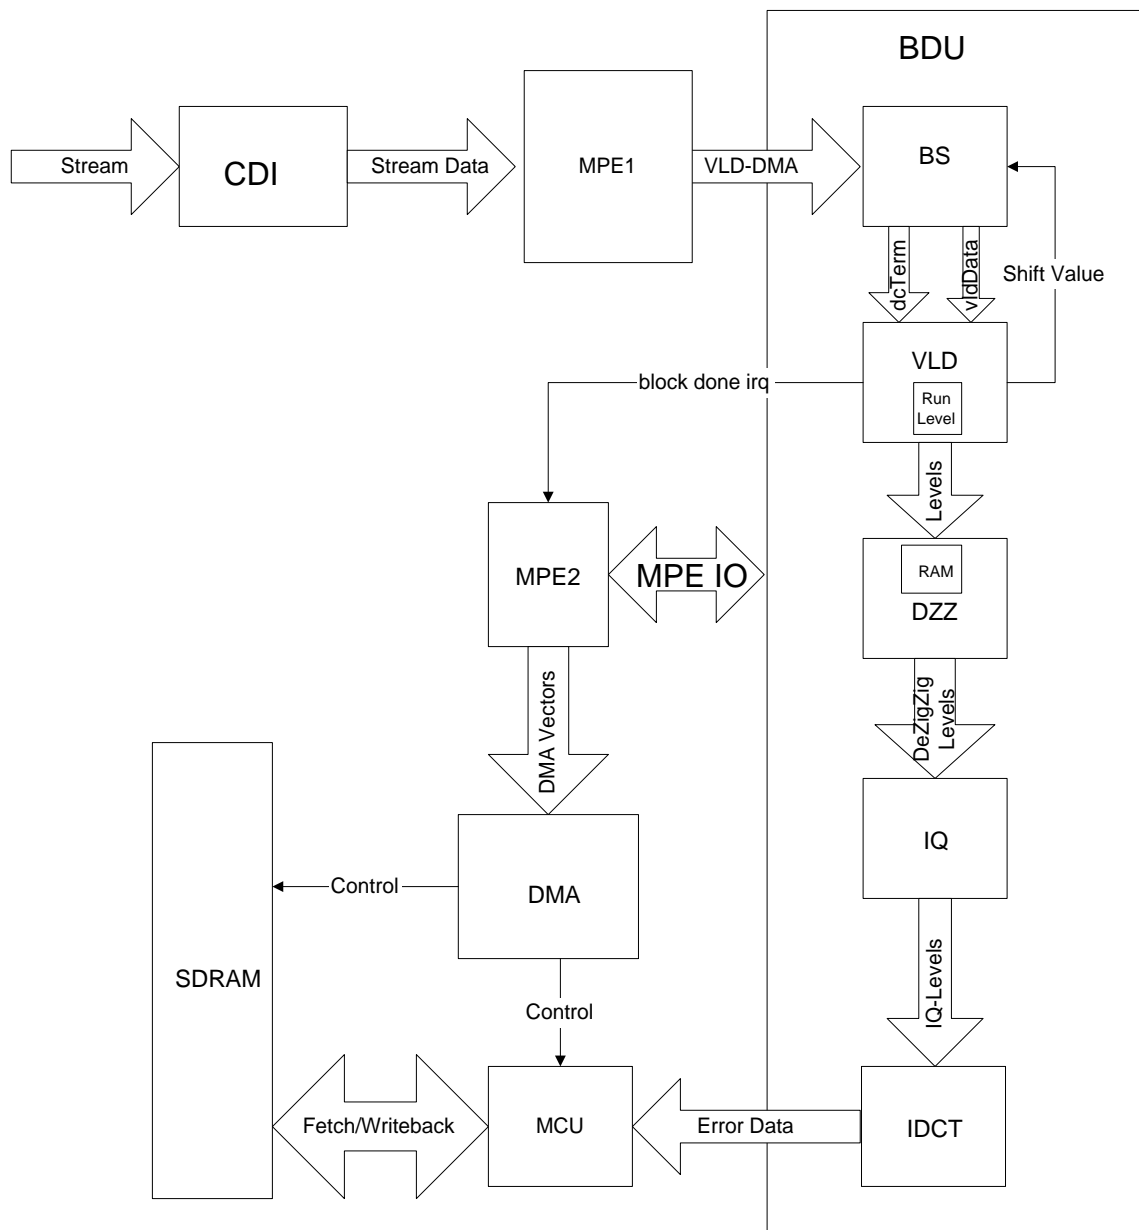 BDU
Stream
CDI
Stream Data
MPE1
VLD-DMA
BS
dcTerm
vldData
Shift Value
VLD
Run
Level
block done irq
Levels
MPE2
MPE IO
RAM
DZZ
DMA Vectors
DeZigZig
Levels
IQ
Control
DMA
SDRAM
IQ-Levels
Control
Fetch/Writeback
MCU
Error Data
IDCT